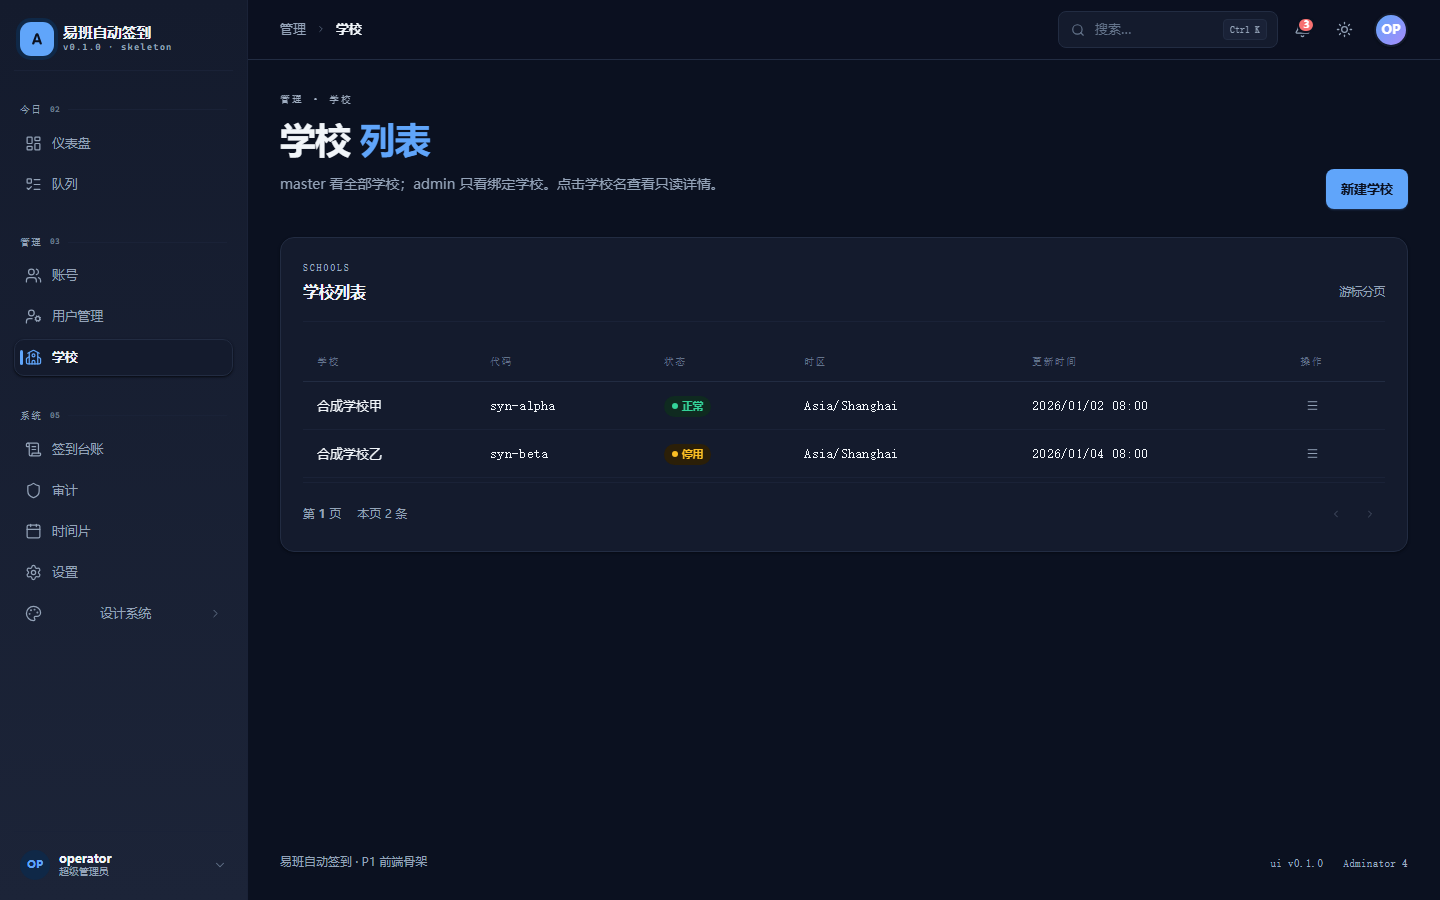 A 易班自动签到
v0.1.0 · skeleton
今日 02
仪表盘
队列
管理 03
账号
用户管理
学校
系统 05
签到台账
审计
时间片
设置
设计系统
OP operator
超级管理员
管理 › 学校
搜索... Ctrl K
3
OP
管理 • 学校
学校 列表
master 看全部学校；admin 只看绑定学校。点击学校名查看只读详情。
新建学校
SCHOOLS
学校列表
游标分页
学校 代码 状态 时区 更新时间 操作
合成学校甲 syn-alpha 正常 Asia/Shanghai 2026/01/02 08:00
合成学校乙 syn-beta 停用 Asia/Shanghai 2026/01/04 08:00
第 1 页 本页 2 条
易班自动签到 · P1 前端骨架
ui v0.1.0 Adminator 4